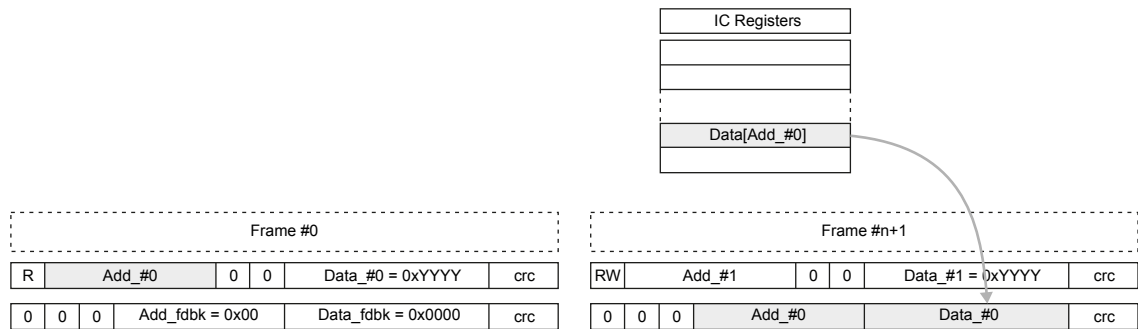 IC Registers
Data[Add_#0]
Frame #0
Frame #n+1
R Add_#0 0 0 Data_#0 = 0xYYYY crc
RW Add_#1 0 0 Data_#1 = 0xYYYY crc
0 0 0 Add_fdbk = 0x00 Data_fdbk = 0x0000 crc
0 0 0 Add_#0 Data_#0 crc